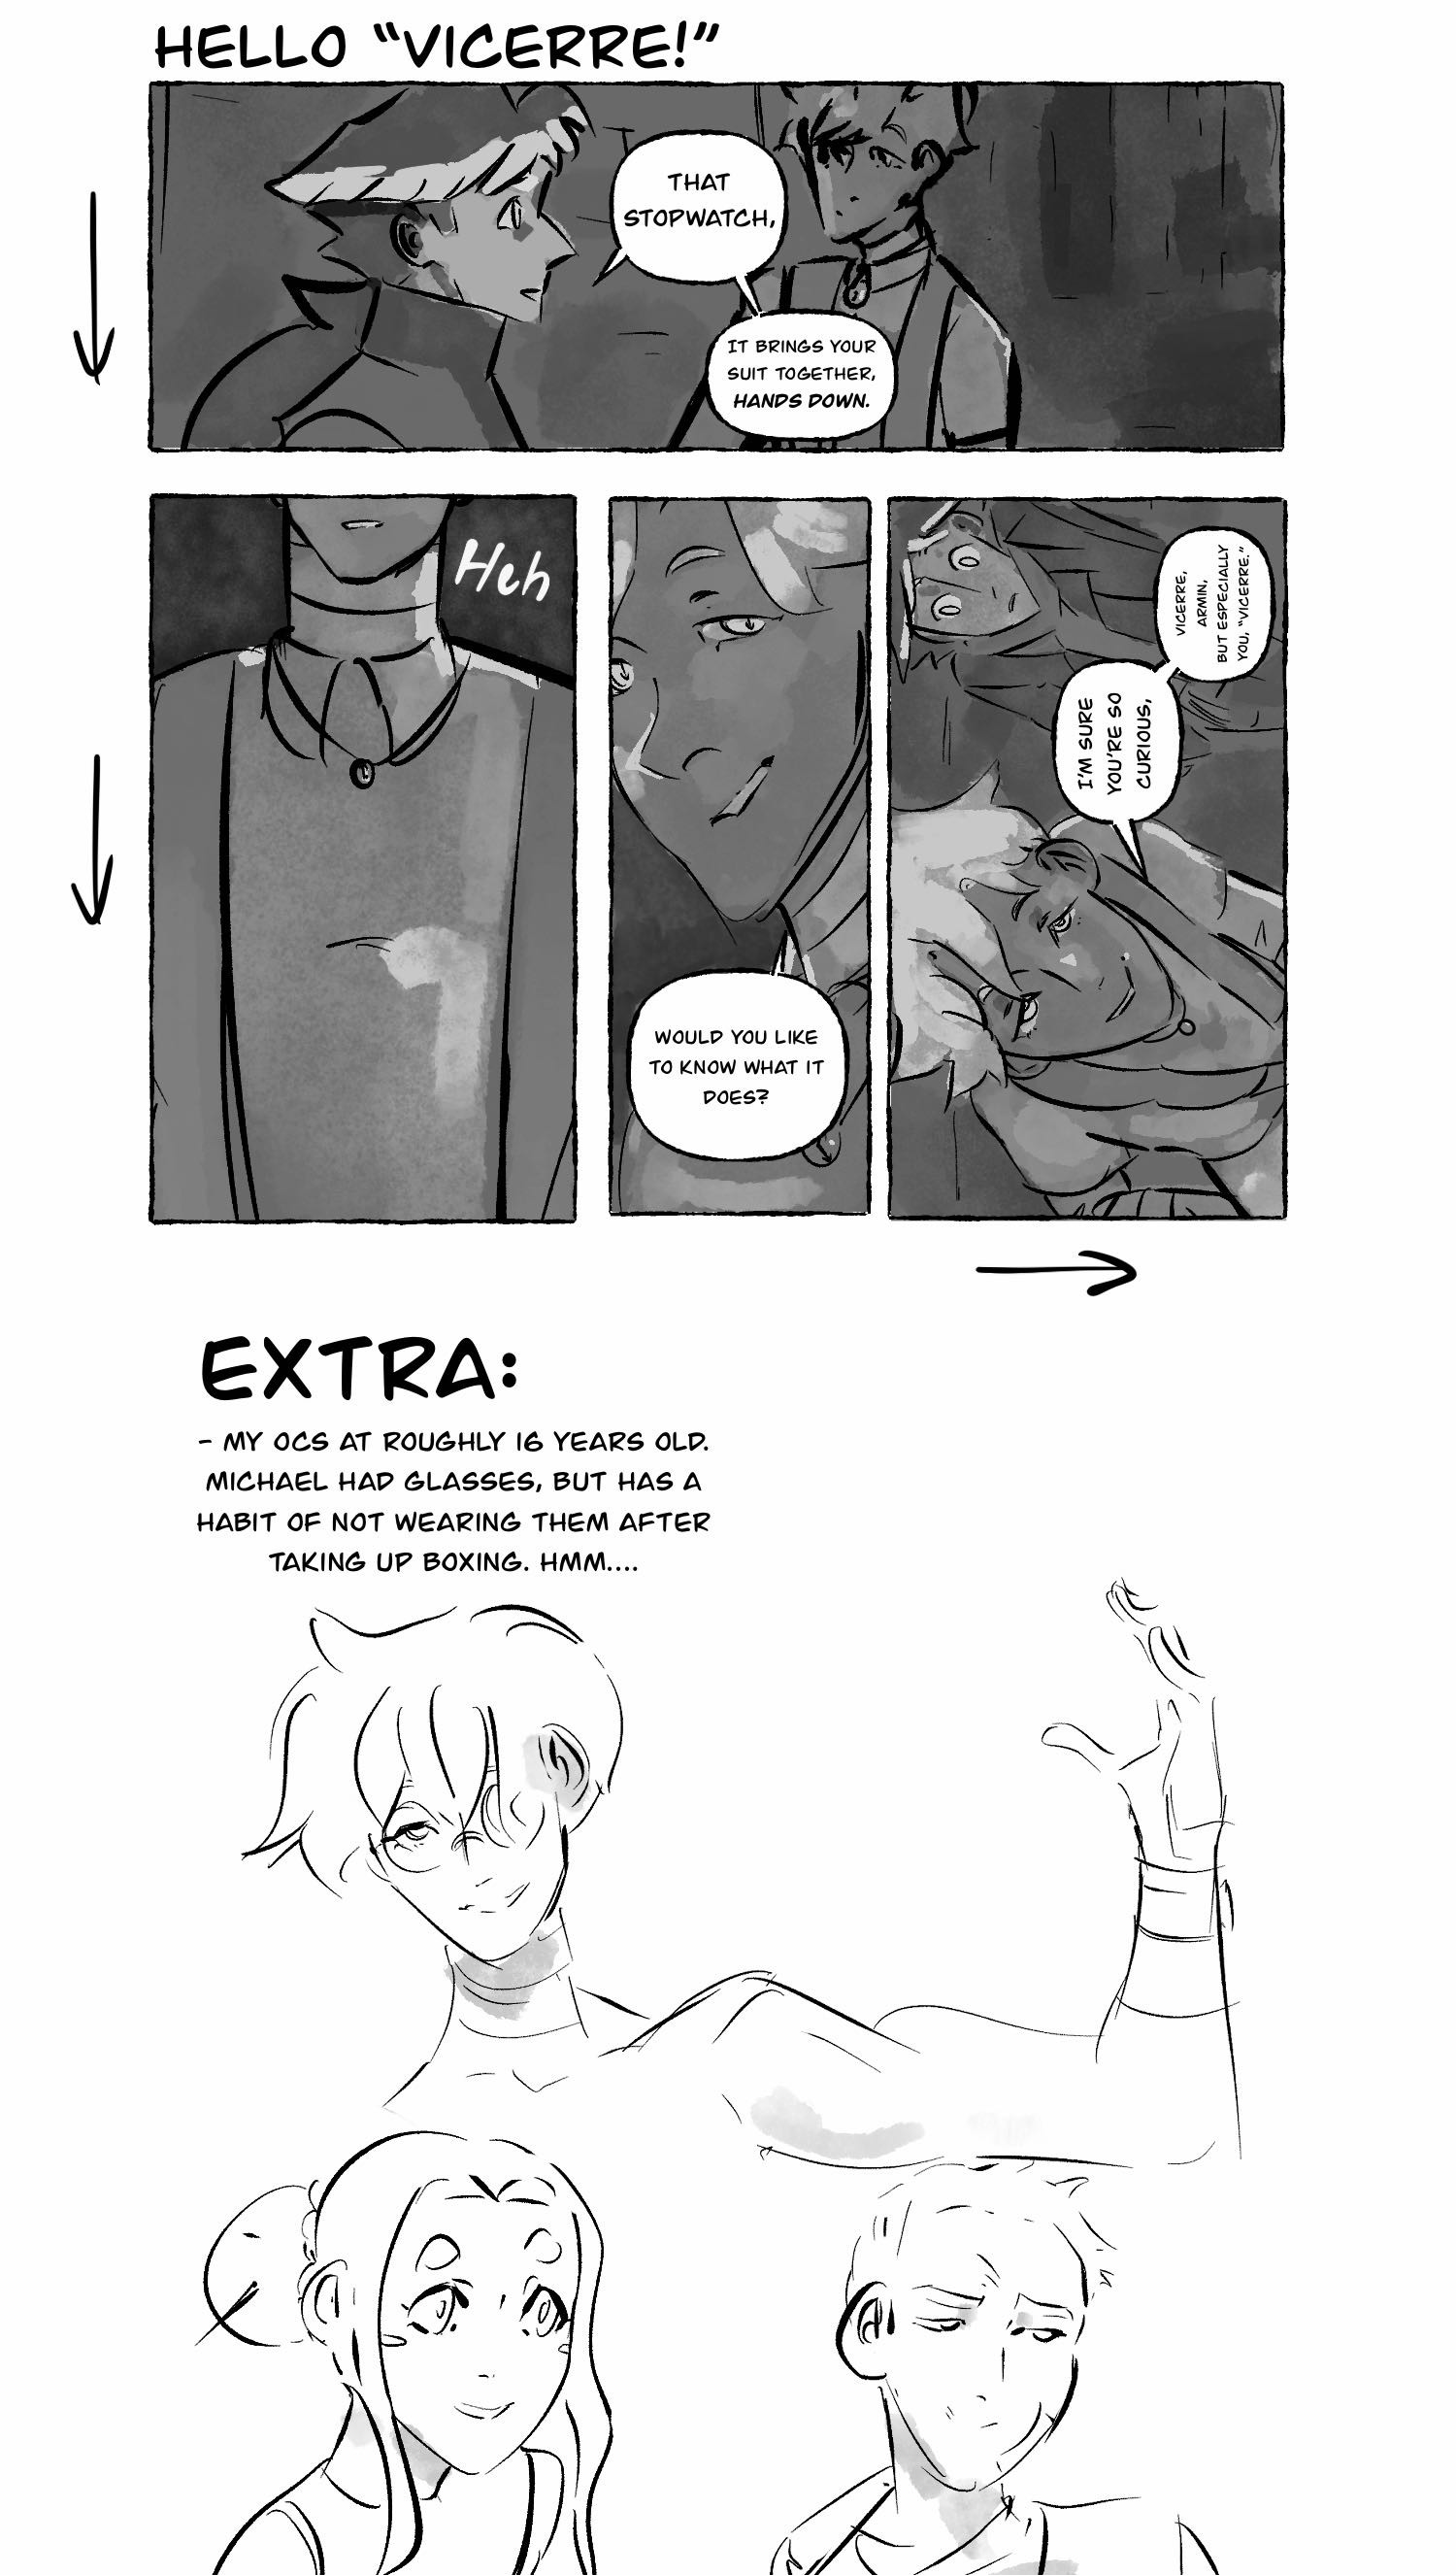 HELLO "VICERRE!"
THAT
STOPWATCH,
IT BRINGS YOUR
SUIT TOGETHER,
HANDS DOWN.
Heh
WOULD YOU LIKE
TO KNOW WHAT IT
DOES?
I'M SURE
YOU'RE SO
CURIOUS,
VICERRE,
ARMIN,
BUT ESPECIALLY
YOU, "VICERRE."
EXTRA:
- MY OCS AT ROUGHLY 16 YEARS OLD.
MICHAEL HAD GLASSES, BUT HAS A
HABIT OF NOT WEARING THEM AFTER
TAKING UP BOXING. HMM....